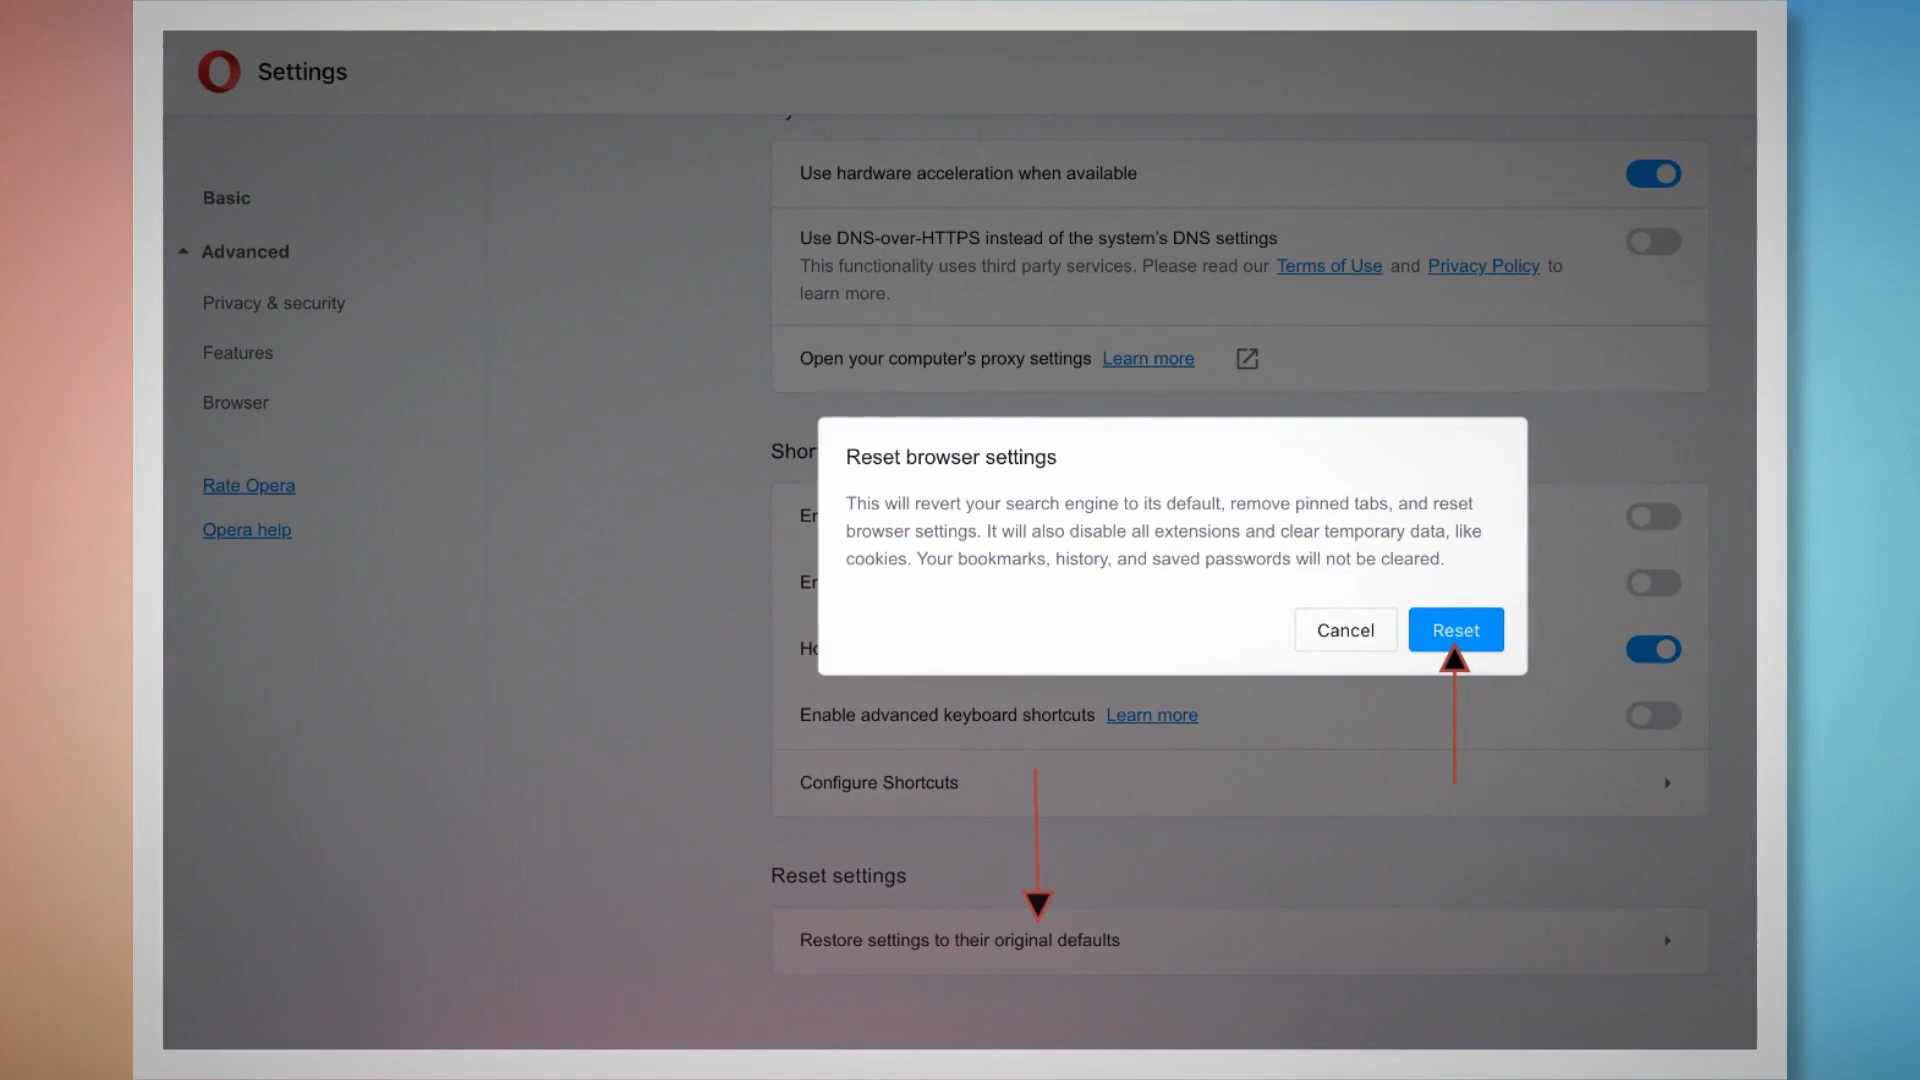 Settings
Basic
Advanced
Privacy & security
Features
Browser
Rate Opera
Opera help
Use hardware acceleration when available
Use DNS-over-HTTPS instead of the system's DNS settings
This functionality uses third party services. Please read our Terms of Use and Privacy Policy to
learn more.
Open your computer's proxy settings Learn more
Reset browser settings
This will revert your search engine to its default, remove pinned tabs, and reset
browser settings. It will also disable all extensions and clear temporary data, like
cookies. Your bookmarks, history, and saved passwords will not be cleared.
Cancel
Reset
Enable advanced keyboard shortcuts Learn more
Configure Shortcuts
Reset settings
Restore settings to their original defaults